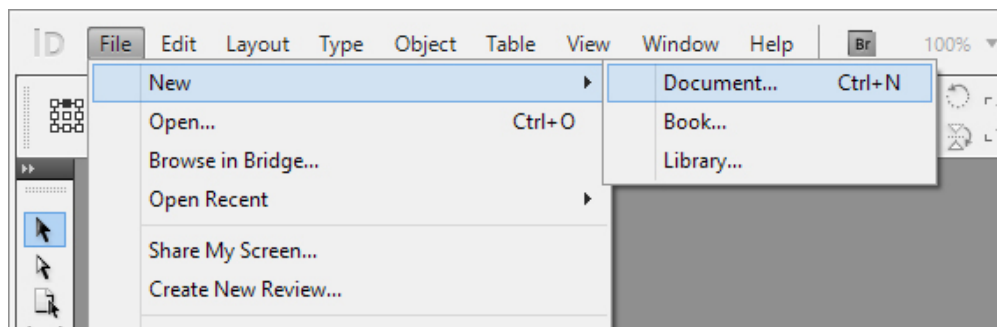 ID File Edit Layout Type Object Table View Window Help Br 100%
New Document... Ctrl+N
Open... Ctrl+O Book...
Browse in Bridge... Library...
Open Recent
Share My Screen...
Create New Review...